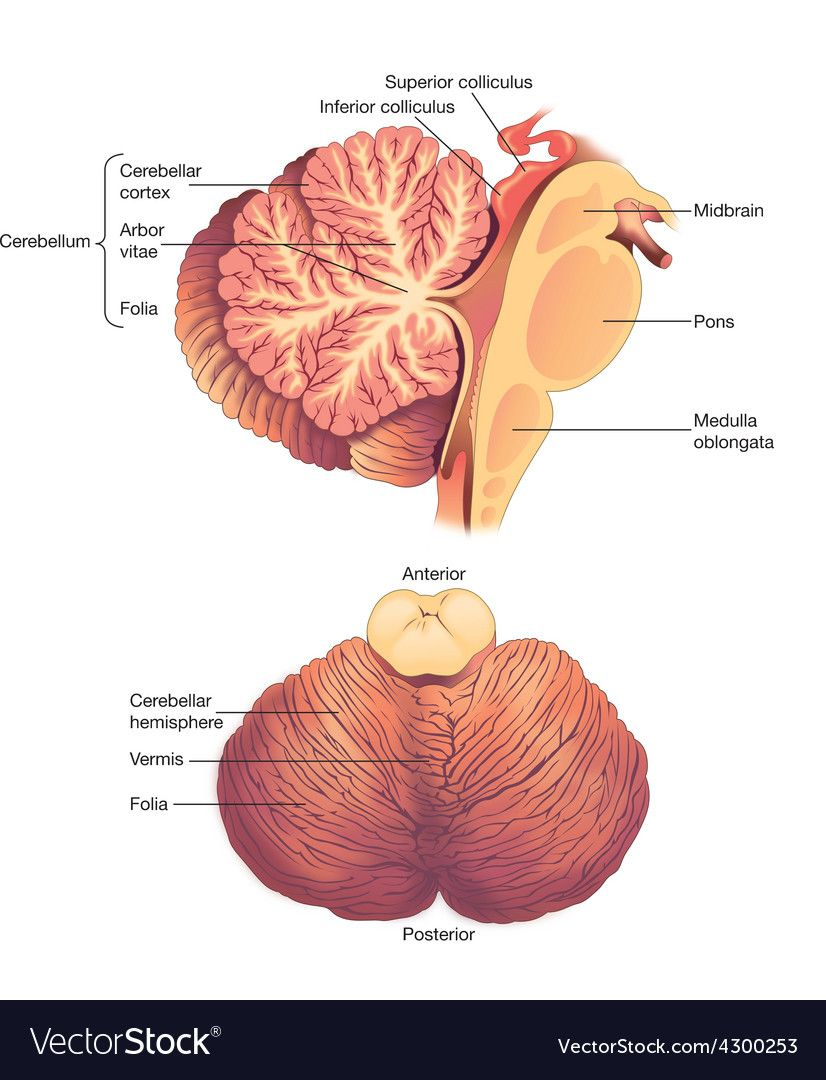 Superior colliculus
Inferior colliculus
Cerebellar
cortex
Arbor
vitae
Cerebellum
Folia
Midbrain
Pons
Medulla
oblongata
Anterior
Cerebellar
hemisphere
Vermis
Folia
Posterior
VectorStock®
VectorStock.com/4300253